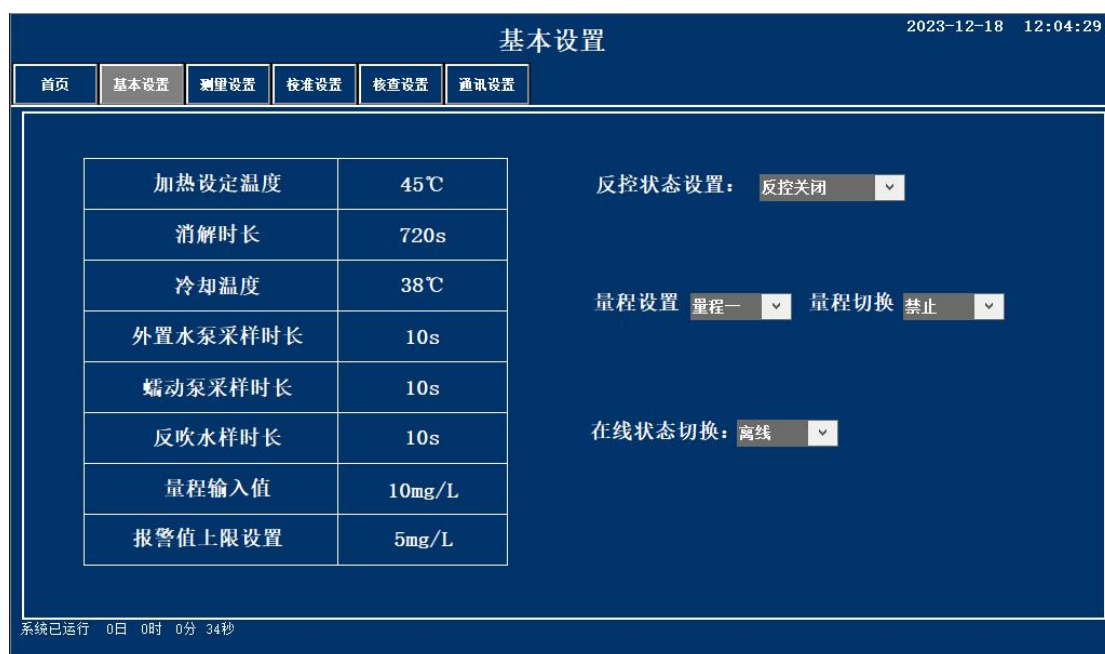 基本设置
2023-12-18 12:04:29
首页 基本设置 测量设置 校准设置 核查设置 通讯设置
加热设定温度 45℃
反控状态设置： 反控关闭
消解时长 720s
冷却温度 38℃
量程设置 量程一 量程切换 禁止
外置水泵采样时长 10s
蠕动泵采样时长 10s
反吹水样时长 10s
在线状态切换： 离线
量程输入值 10mg/L
报警值上限设置 5mg/L
系统已运行 0日 0时 0分 34秒